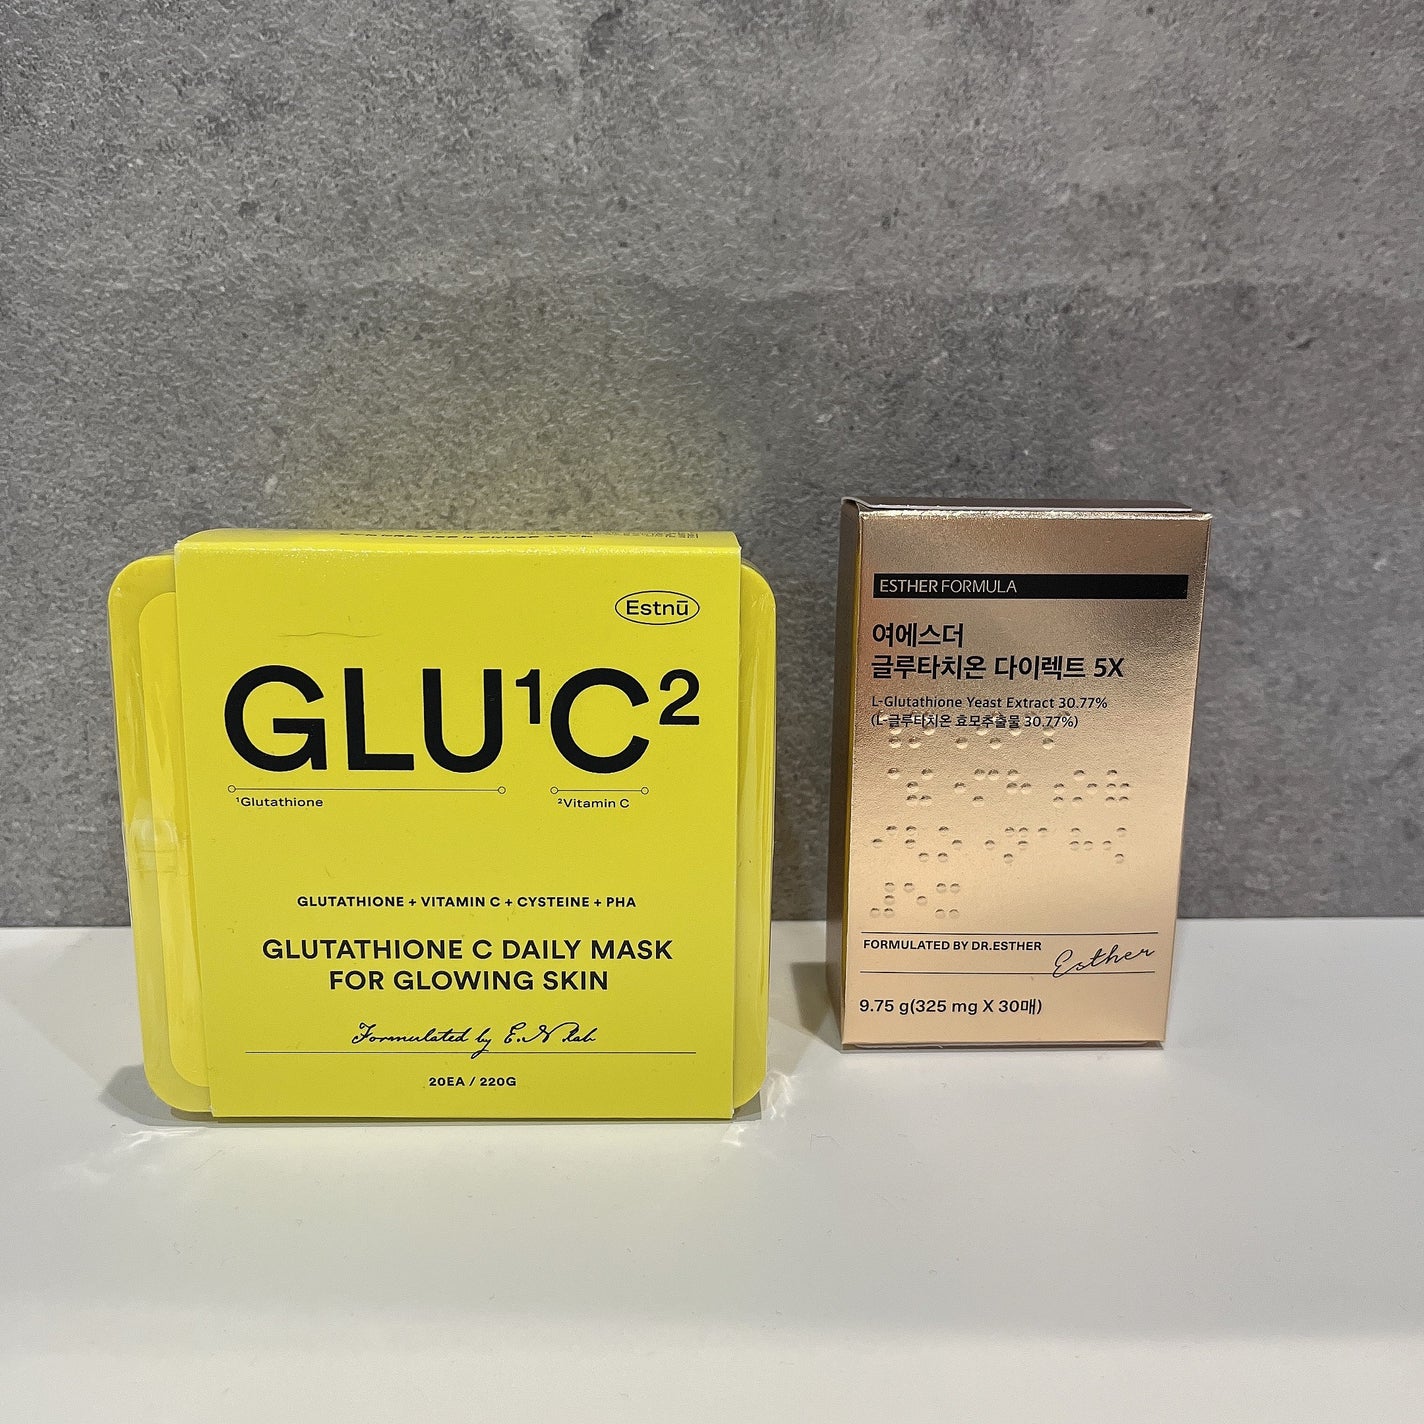 Estnū
GLU¹C²
¹Glutathione
²Vitamin C
GLUTATHIONE + VITAMIN C + CYSTEINE + PHA
GLUTATHIONE C DAILY MASK
FOR GLOWING SKIN
Formulated by E.N lab
20EA / 220G
ESTHER FORMULA
여에스더
글루타치온 다이렉트 5X
L-Glutathione Yeast Extract 30.77%
(L-글루타치온 효모추출물 30.77%)
FORMULATED BY DR.ESTHER
Esther
9.75 g(325 mg X 30매)